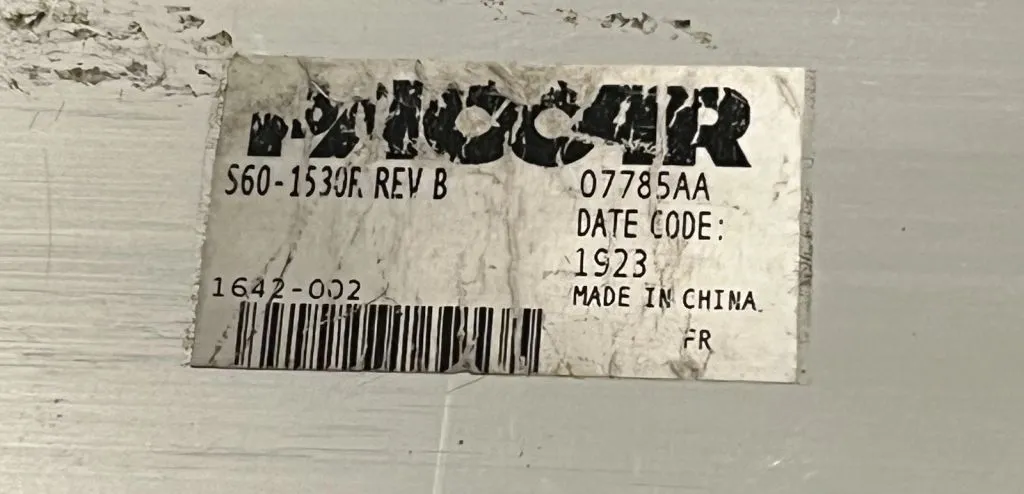 PACCAR
S60-1530R REV B
07785AA
DATE CODE:
1923
1642-002
MADE IN CHINA
FR